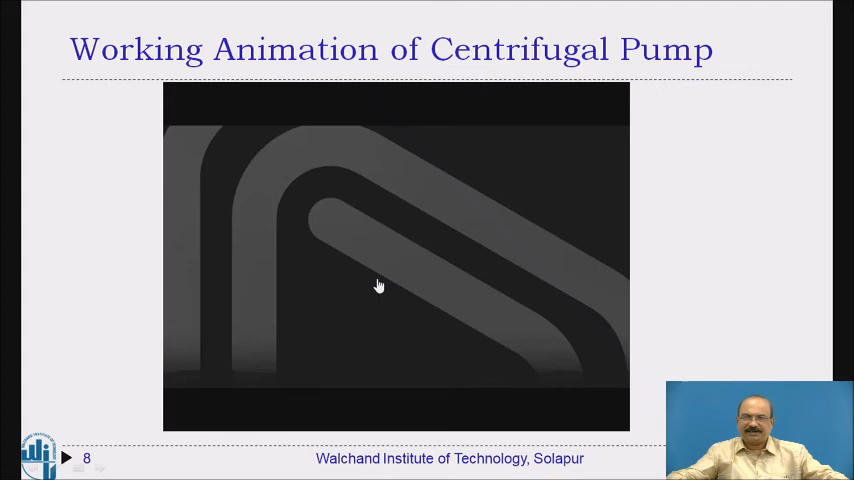 Working Animation of Centrifugal Pump
8
Walchand Institute of Technology, Solapur